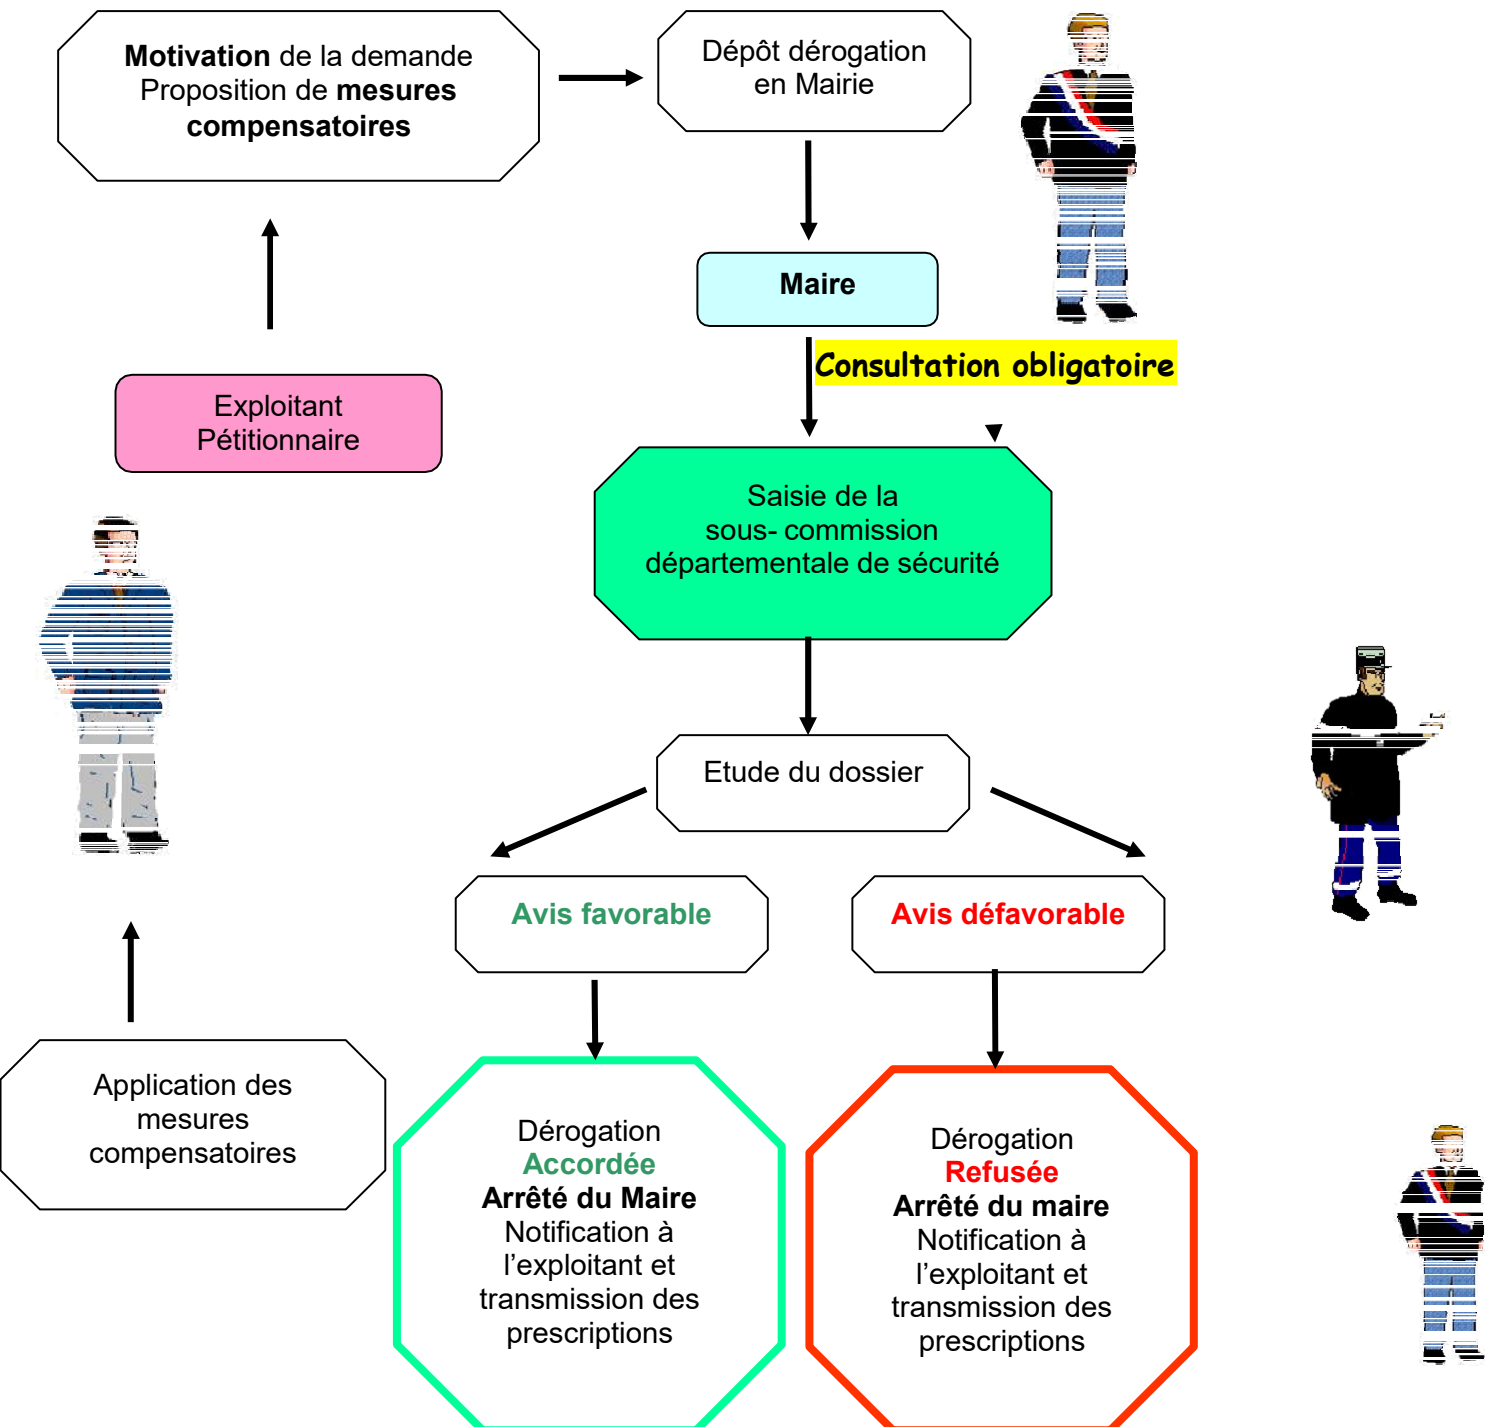 Motivation de la demande
Proposition de mesures
compensatoires
Dépôt dérogation
en Mairie
Maire
Consultation obligatoire
Exploitant
Pétitionnaire
Saisie de la
sous- commission
départementale de sécurité
Etude du dossier
Avis favorable
Avis défavorable
Application des
mesures
compensatoires
Dérogation
Accordée
Arrêté du Maire
Notification à
l’exploitant et
transmission des
prescriptions
Dérogation
Refusée
Arrêté du maire
Notification à
l’exploitant et
transmission des
prescriptions